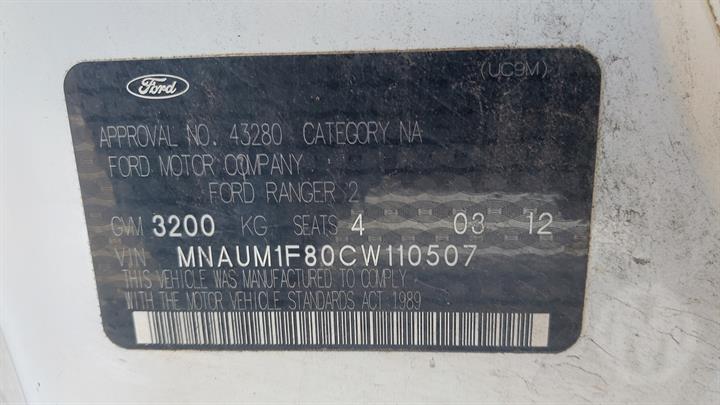 Ford
(UC9M)
APPROVAL NO. 43280 CATEGORY NA
FORD MOTOR COMPANY
FORD RANGER 2
GVM 3200 KG SEATS 4 03 12
VIN MNAUM1F80CW110507
THIS VEHICLE WAS MANUFACTURED TO COMPLY
WITH THE MOTOR VEHICLE STANDARDS ACT 1989